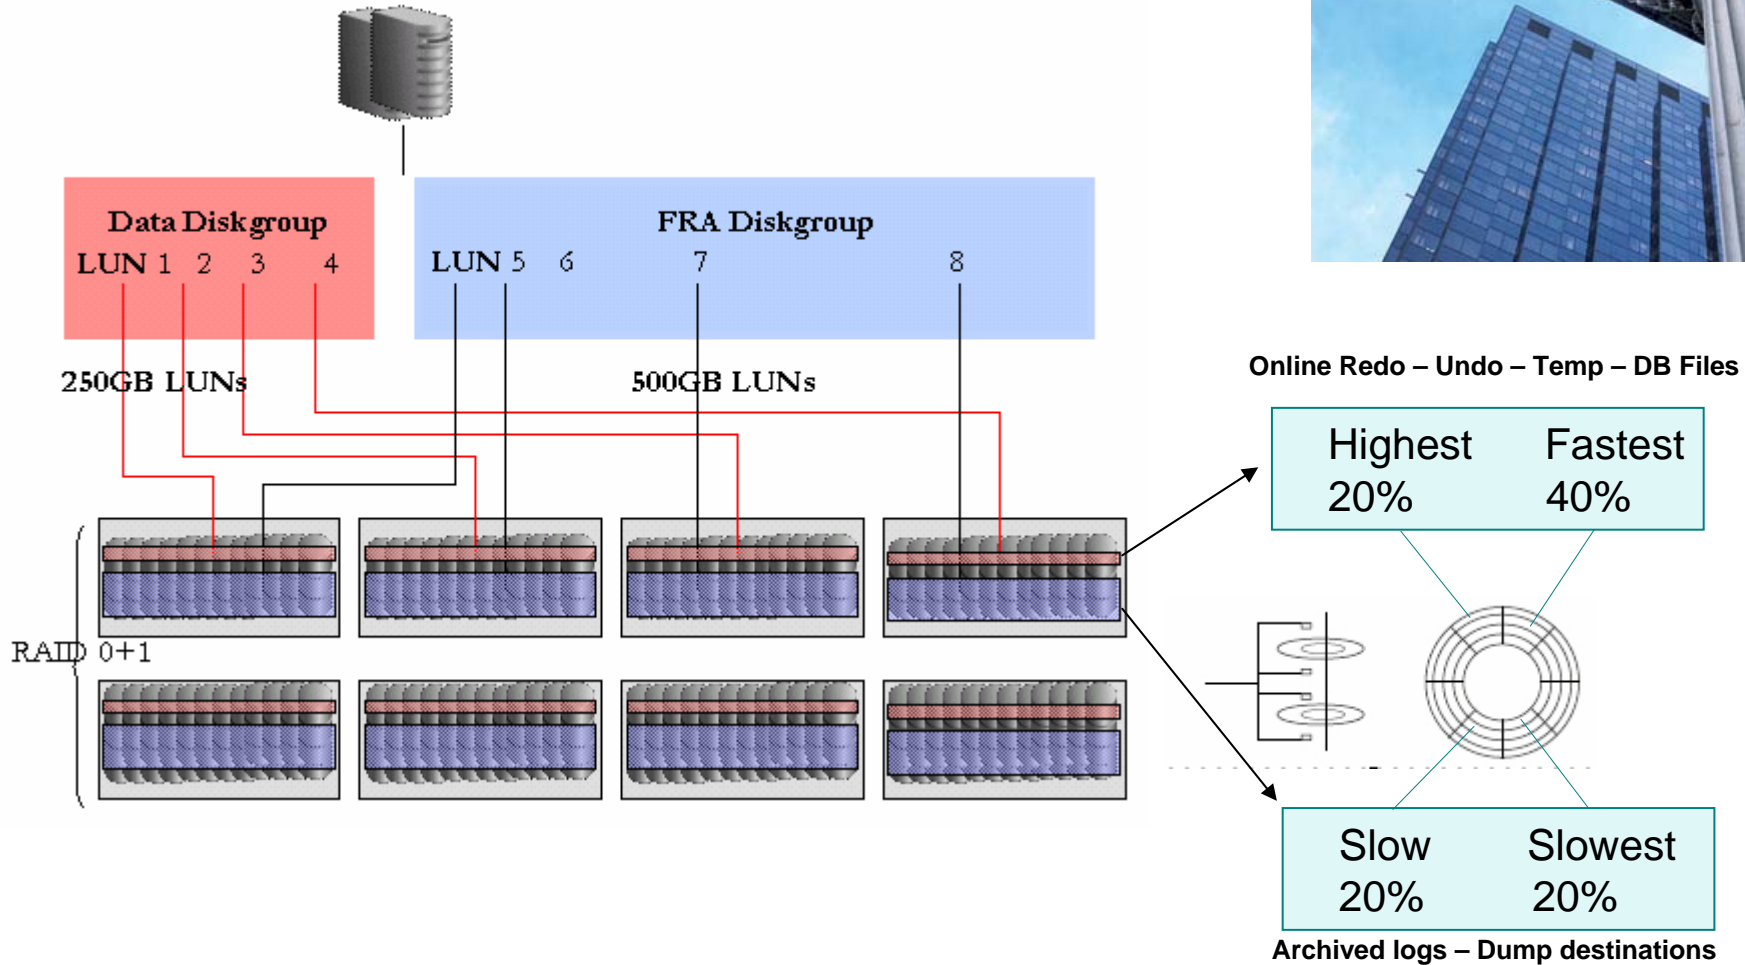 Data Diskgroup
LUN 1 2 3 4
FRA Diskgroup
LUN 5 6 7 8
250GB LUNs
500GB LUNs
Online Redo – Undo – Temp – DB Files
Highest Fastest
20% 40%
RAID 0+1
Slow Slowest
20% 20%
Archived logs – Dump destinations